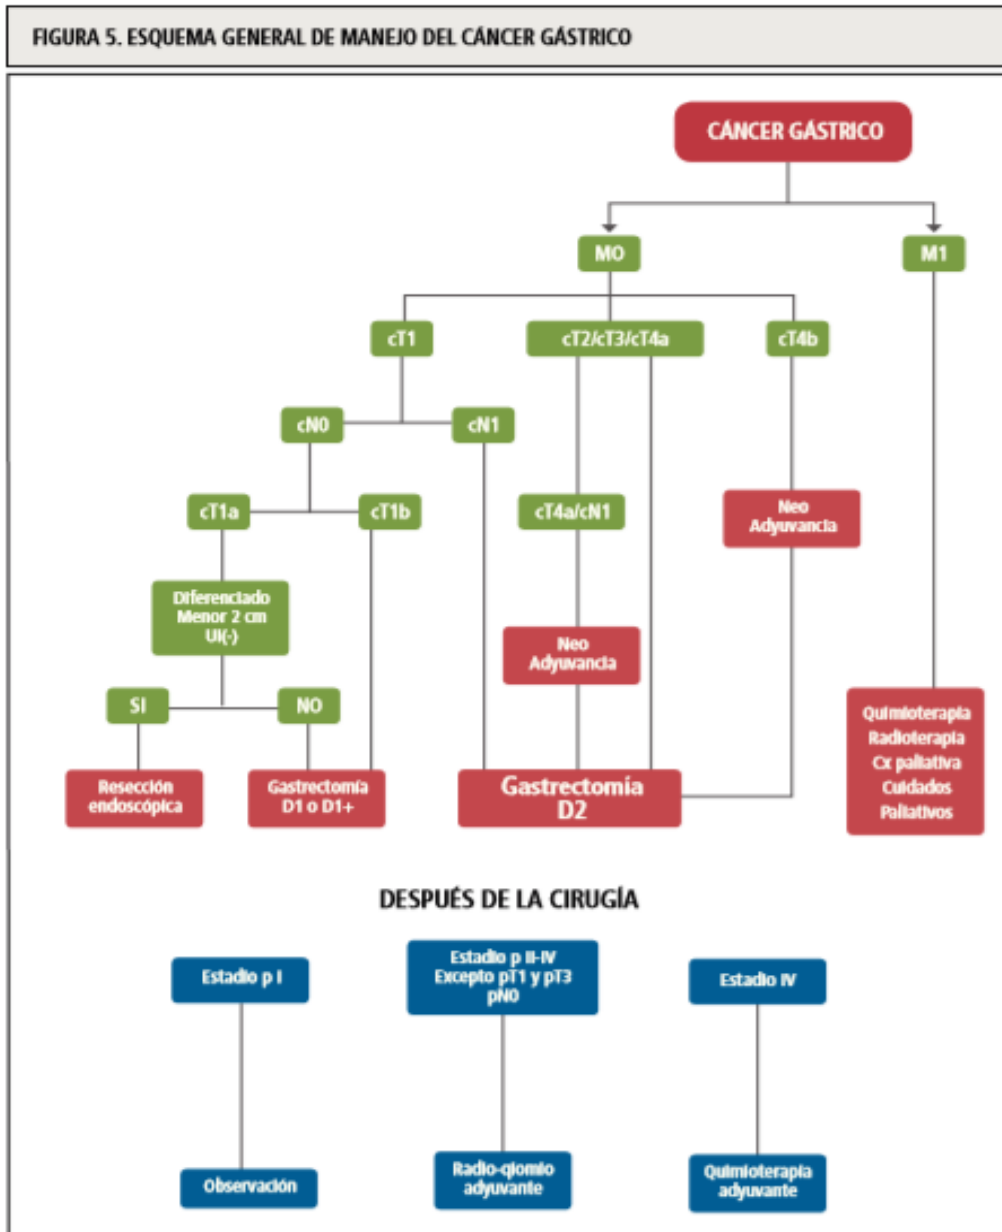 FIGURA 5. ESQUEMA GENERAL DE MANEJO DEL CÁNCER GÁSTRICO
CÁNCER GÁSTRICO
M0
M1
cT1
cT2/cT3/cT4a
cT4b
cN0
cN1
cT1a
cT1b
cT4a/cN1
Neo
Adyuvancia
Diferenciado
Menor 2 cm
Ul(-)
Neo
Adyuvancia
SI
NO
Resección
endoscópica
Gastrectomía
D1 o D1+
Gastrectomía
D2
Quimioterapia
Radioterapia
Cx paliativa
Cuidados
Paliativos
DESPUÉS DE LA CIRUGÍA
Estadio p I
Estadio p II-IV
Excepto pT1 y pT3
pN0
Estadio IV
Observación
Radio-qiomio
adyuvante
Quimioterapia
adyuvante